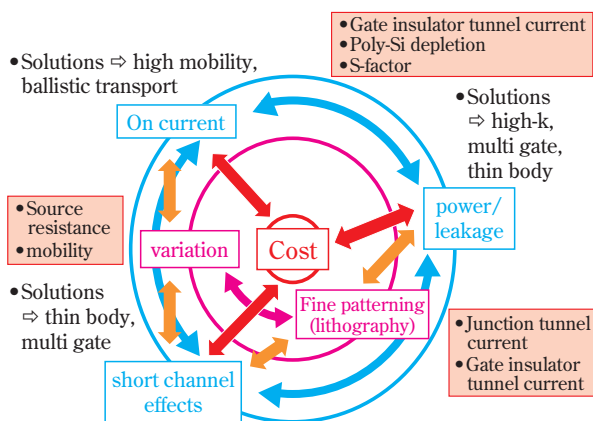 •Gate insulator tunnel current
•Poly-Si depletion
•S-factor
•Solutions ⇨ high mobility,
ballistic transport
On current
•Solutions
⇨ high-k,
multi gate,
thin body
•Source
resistance
•mobility
variation
Cost
power/
leakage
•Solutions
⇨ thin body,
multi gate
Fine patterning
(lithography)
•Junction tunnel
current
•Gate insulator
tunnel current
short channel
effects